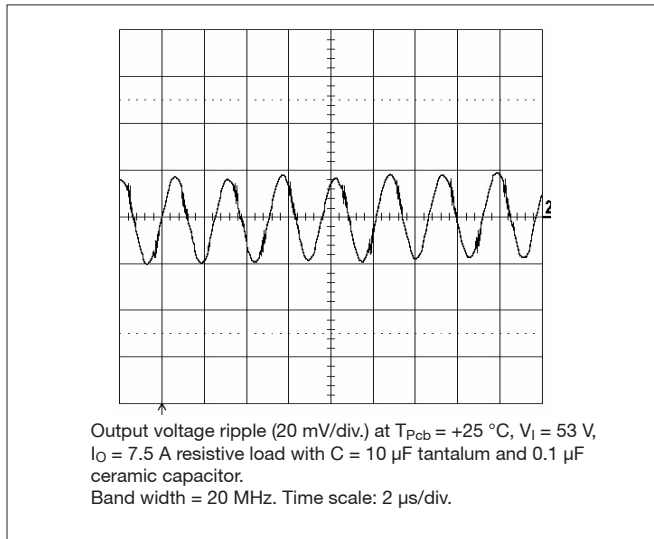 2
Output voltage ripple (20 mV/div.) at TPcb = +25 °C, VI = 53 V,
IO = 7.5 A resistive load with C = 10 µF tantalum and 0.1 µF
ceramic capacitor.
Band width = 20 MHz. Time scale: 2 µs/div.